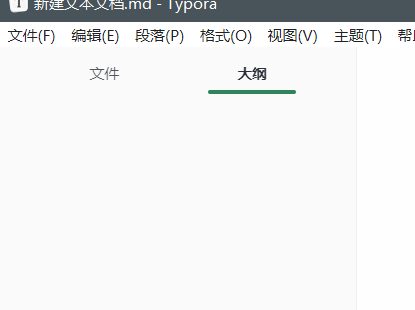 新建文本文档.md - Typora
文件(F) 编辑(E) 段落(P) 格式(O) 视图(V) 主题(T) 帮
文件 大纲